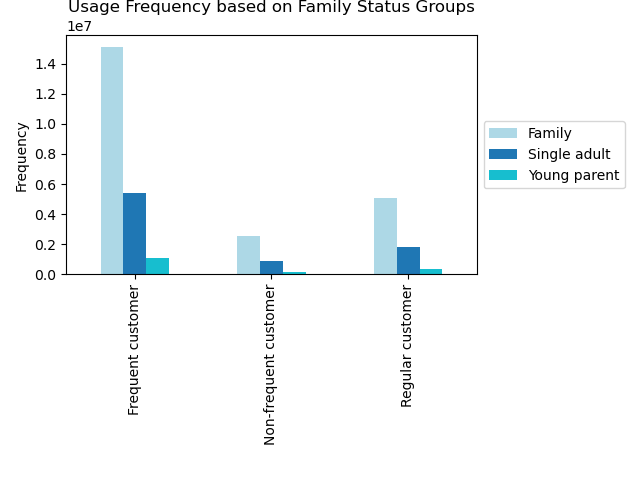 Usage Frequency based on Family Status Groups
1e7
1.4
1.2
1.0
0.8
0.6
0.4
0.2
0.0
Frequency
Family
Single adult
Young parent
Frequent customer
Non-frequent customer
Regular customer